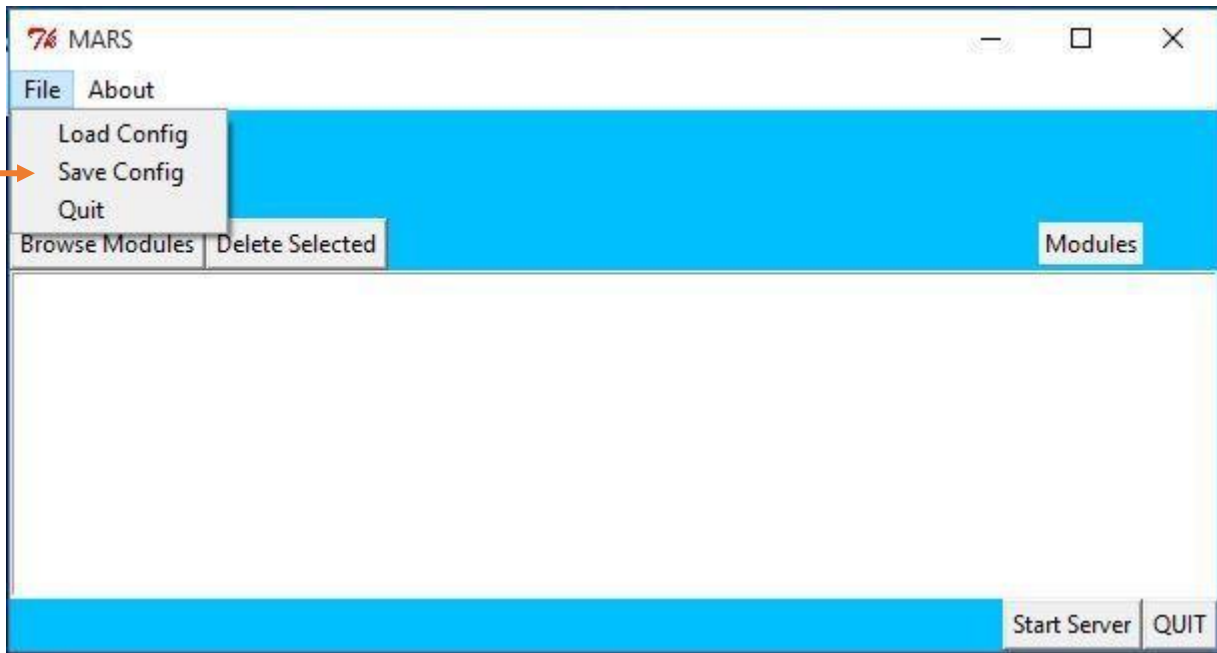 MARS
File About
Load Config
Save Config
Quit
Browse Modules Delete Selected Modules
Start Server QUIT